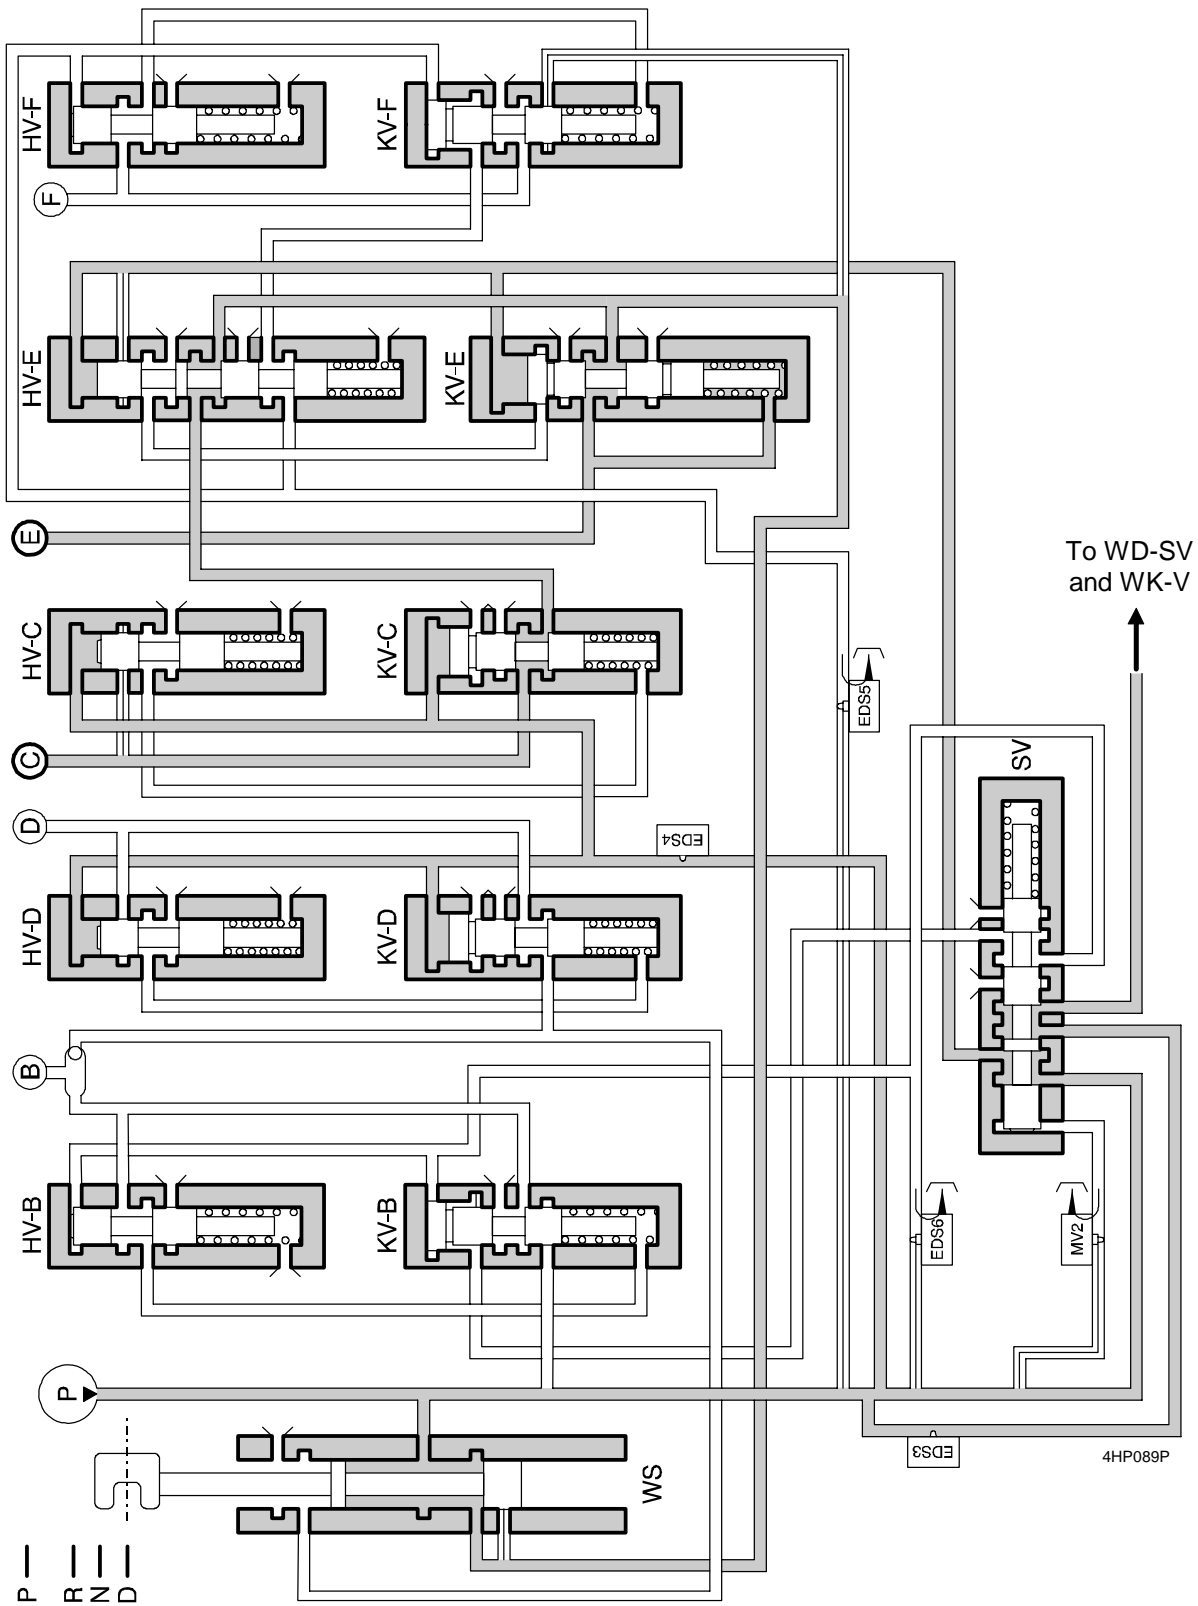 HV-F
KV-F
F
HV-E
KV-E
E
To WD-SV
and WK-V
HV-C
KV-C
EDS5
C
SV
D
EDS4
HV-D
KV-D
B
HV-B
KV-B
EDS6
MV2
P
EDS3
4HP089P
WS
P
R
N
D